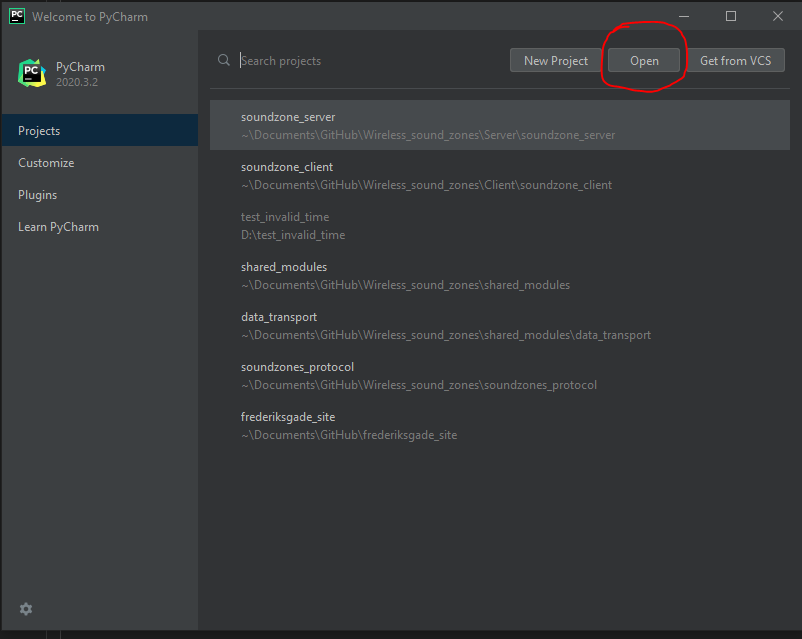 PC Welcome to PyCharm
PC
PyCharm
2020.3.2
Projects
Customize
Plugins
Learn PyCharm
Search projects
New Project
Open
Get from VCS
soundzone_server
~\Documents\GitHub\Wireless_sound_zones\Server\soundzone_server
soundzone_client
~\Documents\GitHub\Wireless_sound_zones\Client\soundzone_client
test_invalid_time
D:\test_invalid_time
shared_modules
~\Documents\GitHub\Wireless_sound_zones\shared_modules
data_transport
~\Documents\GitHub\Wireless_sound_zones\shared_modules\data_transport
soundzones_protocol
~\Documents\GitHub\Wireless_sound_zones\soundzones_protocol
frederiksgade_site
~\Documents\GitHub\frederiksgade_site